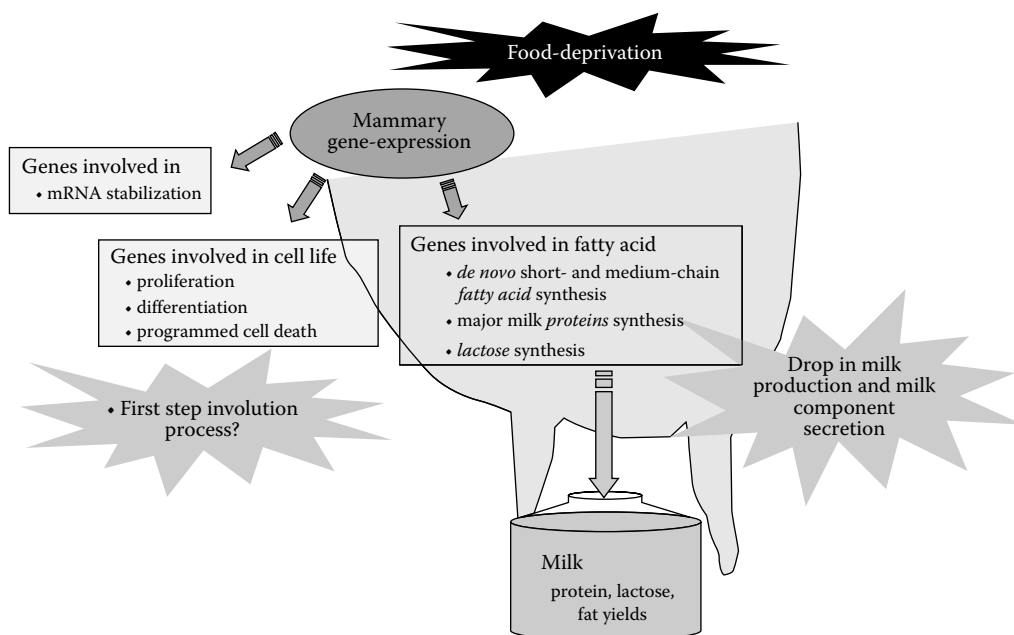 Food-deprivation
Mammary
gene-expression
Genes involved in
• mRNA stabilization
Genes involved in cell life
• proliferation
• differentiation
• programmed cell death
Genes involved in fatty acid
• de novo short- and medium-chain
fatty acid synthesis
• major milk proteins synthesis
• lactose synthesis
• First step involution
process?
Drop in milk
production and milk
component
secretion
Milk
protein, lactose,
fat yields